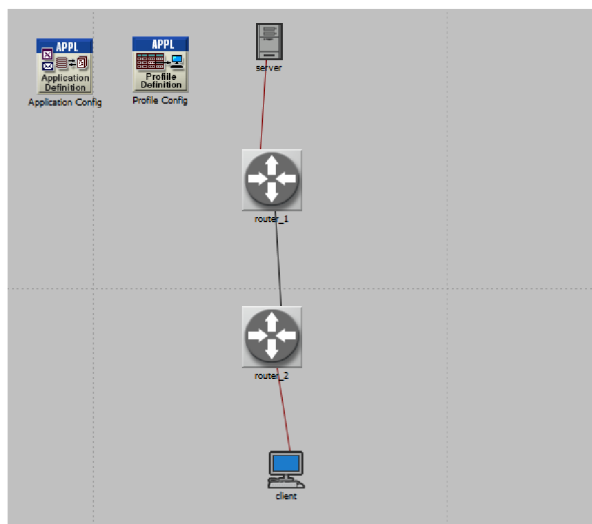 APPL
Application
Definition
Application Config
APPL
Profile
Definition
Profile Config
server
router_1
router_2
client